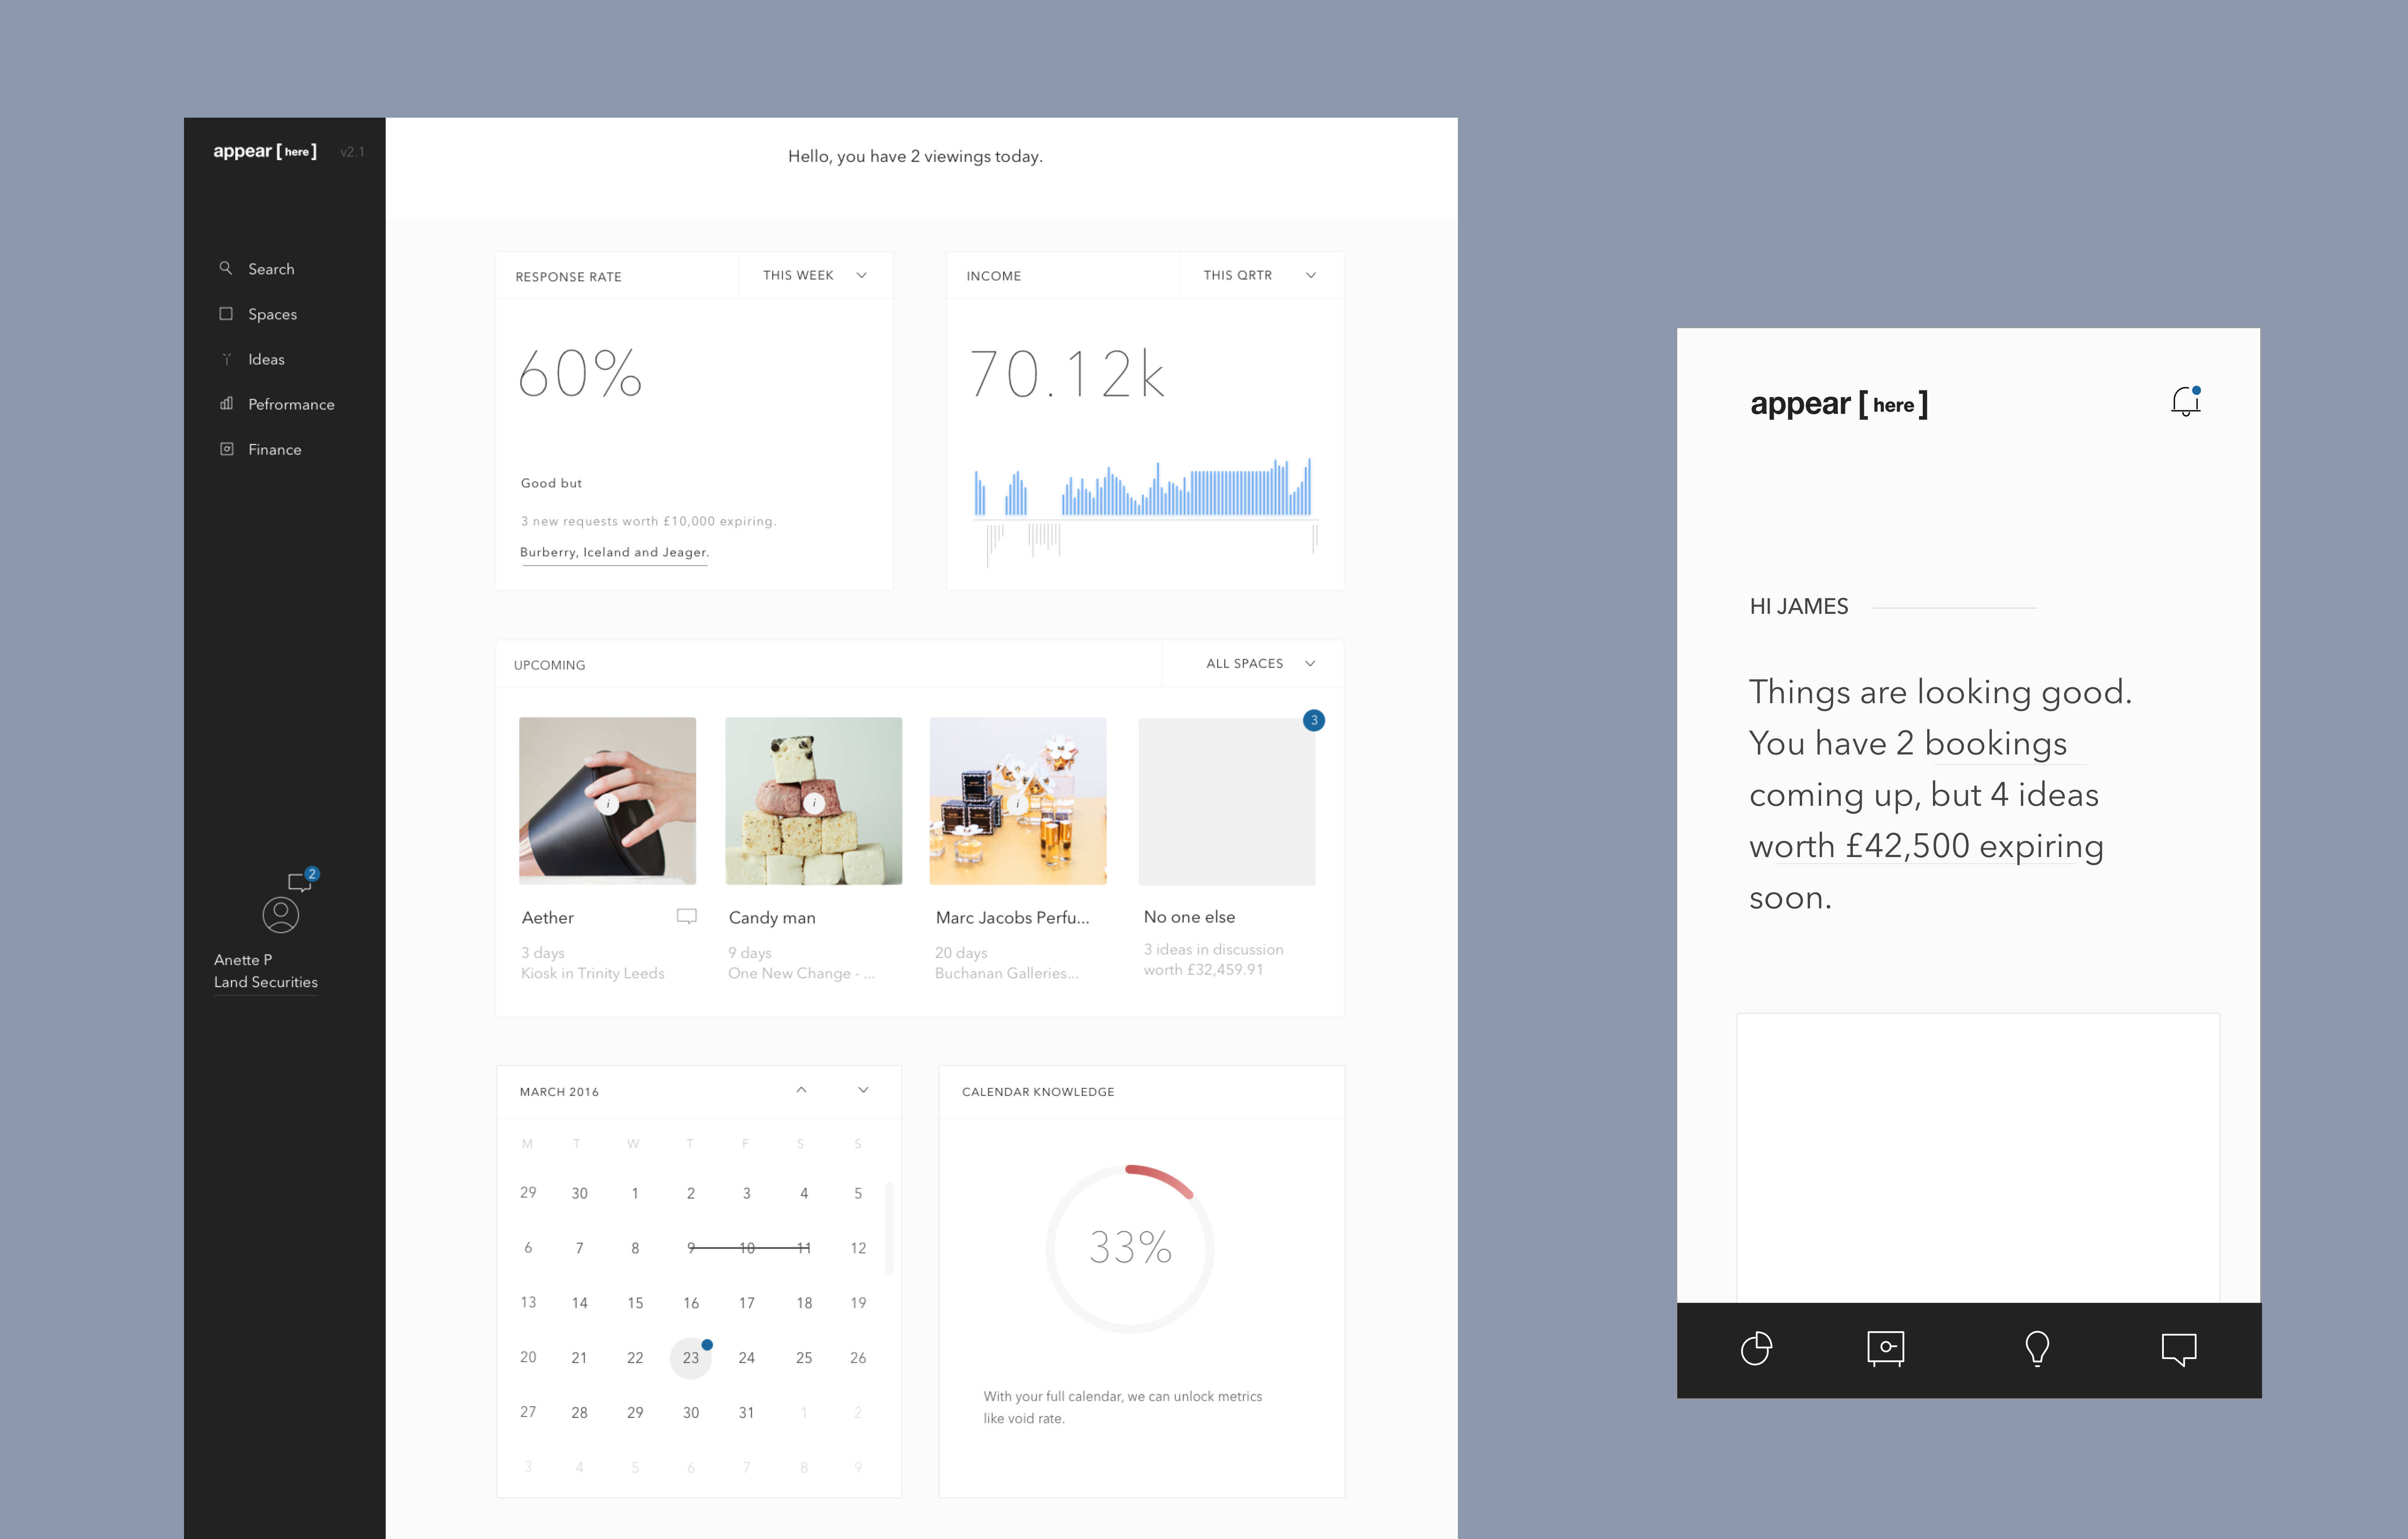 appear [ here ] v2.1
Search
Spaces
Ideas
Pefrormance
Finance
2
Anette P
Land Securities
Hello, you have 2 viewings today.
RESPONSE RATE THIS WEEK
60%
Good but
3 new requests worth £10,000 expiring.
Burberry, Iceland and Jeager.
INCOME THIS QRTR
70.12k
UPCOMING ALL SPACES
3
i i i
Aether
3 days
Kiosk in Trinity Leeds
Candy man
9 days
One New Change - ...
Marc Jacobs Perfu...
20 days
Buchanan Galleries...
No one else
3 ideas in discussion
worth £32,459.91
MARCH 2016
M T W T F S S
29 30 1 2 3 4 5
6 7 8 9 10 11 12
13 14 15 16 17 18 19
20 21 22 23 24 25 26
27 28 29 30 31 1 2
3 4 5 6 7 8 9
CALENDAR KNOWLEDGE
33%
With your full calendar, we can unlock metrics
like void rate.
appear [ here ]
HI JAMES
Things are looking good.
You have 2 bookings
coming up, but 4 ideas
worth £42,500 expiring
soon.